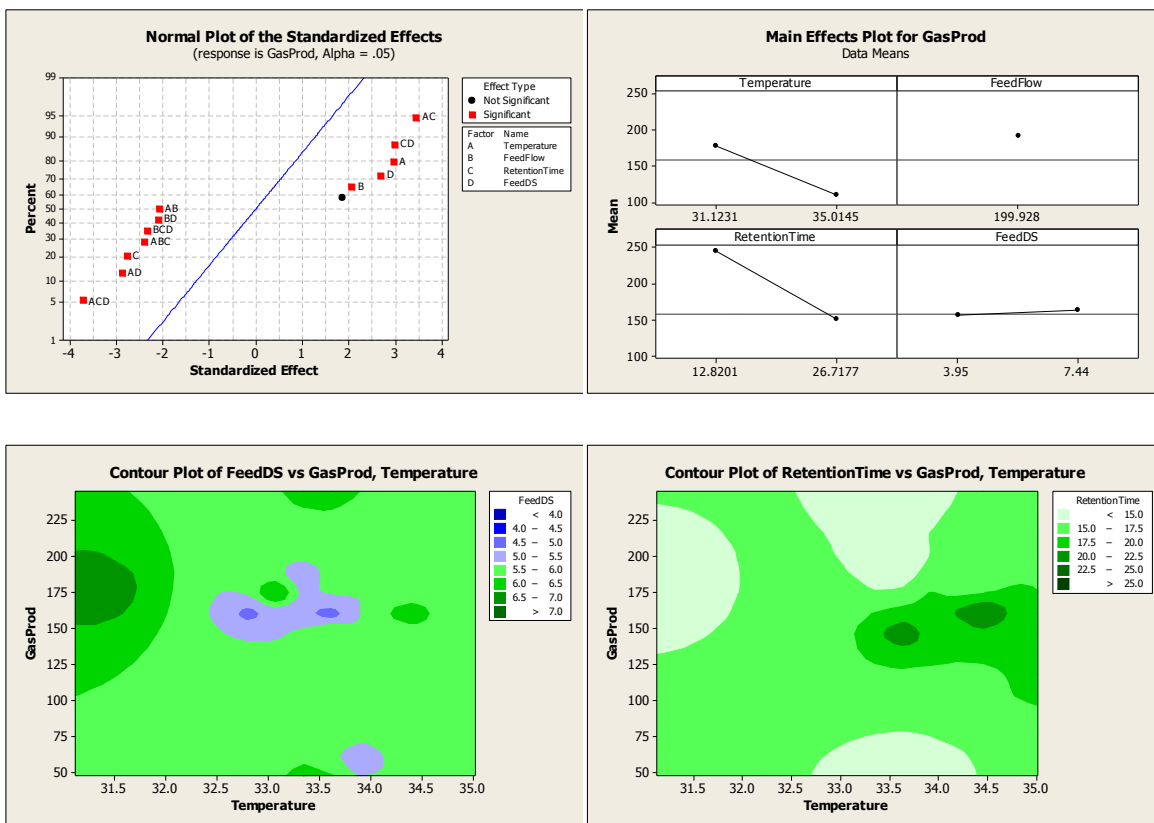 Normal Plot of the Standardized Effects
(response is GasProd, Alpha = .05)
Percent
99
95
90
80
70
60
50
40
30
20
10
5
1
AC
CD
A
D
B
AB
BD
BCD
ABC
C
AD
ACD
-4 -3 -2 -1 0 1 2 3 4
Standardized Effect
Effect Type
Not Significant
Significant
Factor Name
A Temperature
B FeedFlow
C RetentionTime
D FeedDS
Main Effects Plot for GasProd
Data Means
Mean
Temperature FeedFlow
250
200
150
100
31.1231 35.0145 199.928
RetentionTime FeedDS
250
200
150
100
12.8201 26.7177 3.95 7.44
Contour Plot of FeedDS vs GasProd, Temperature
GasProd
225
200
175
150
125
100
75
50
31.5 32.0 32.5 33.0 33.5 34.0 34.5 35.0
Temperature
FeedDS
< 4.0
4.0 – 4.5
4.5 – 5.0
5.0 – 5.5
5.5 – 6.0
6.0 – 6.5
6.5 – 7.0
> 7.0
Contour Plot of RetentionTime vs GasProd, Temperature
GasProd
225
200
175
150
125
100
75
50
31.5 32.0 32.5 33.0 33.5 34.0 34.5 35.0
Temperature
RetentionTime
< 15.0
15.0 – 17.5
17.5 – 20.0
20.0 – 22.5
22.5 – 25.0
> 25.0